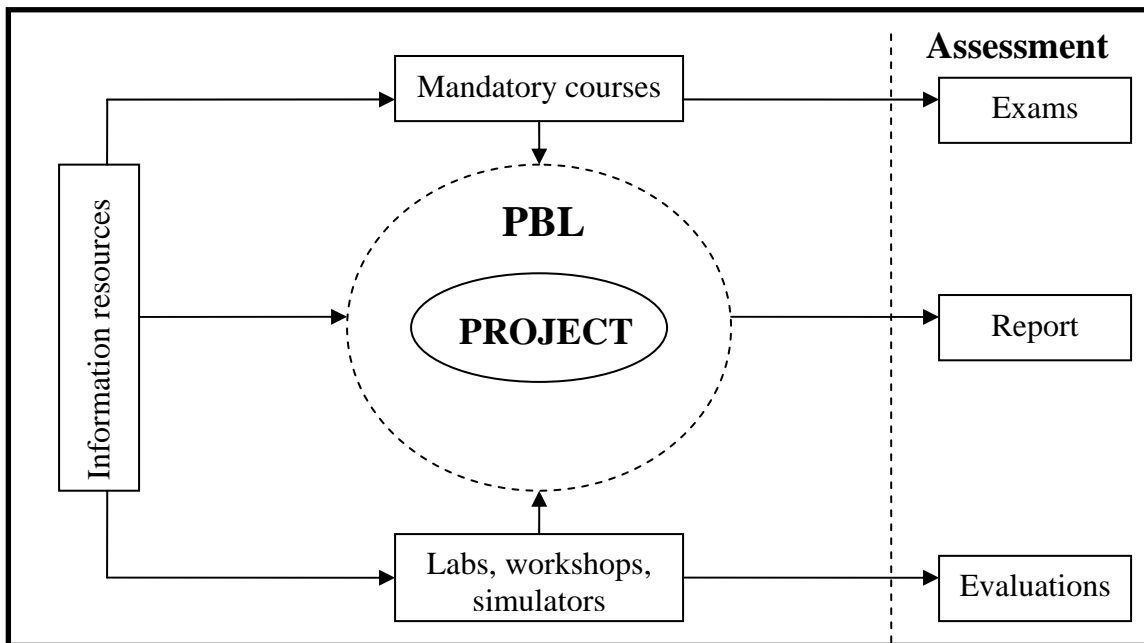 Assessment
Mandatory courses
Exams
Information resources
PBL
PROJECT
Report
Labs, workshops,
simulators
Evaluations